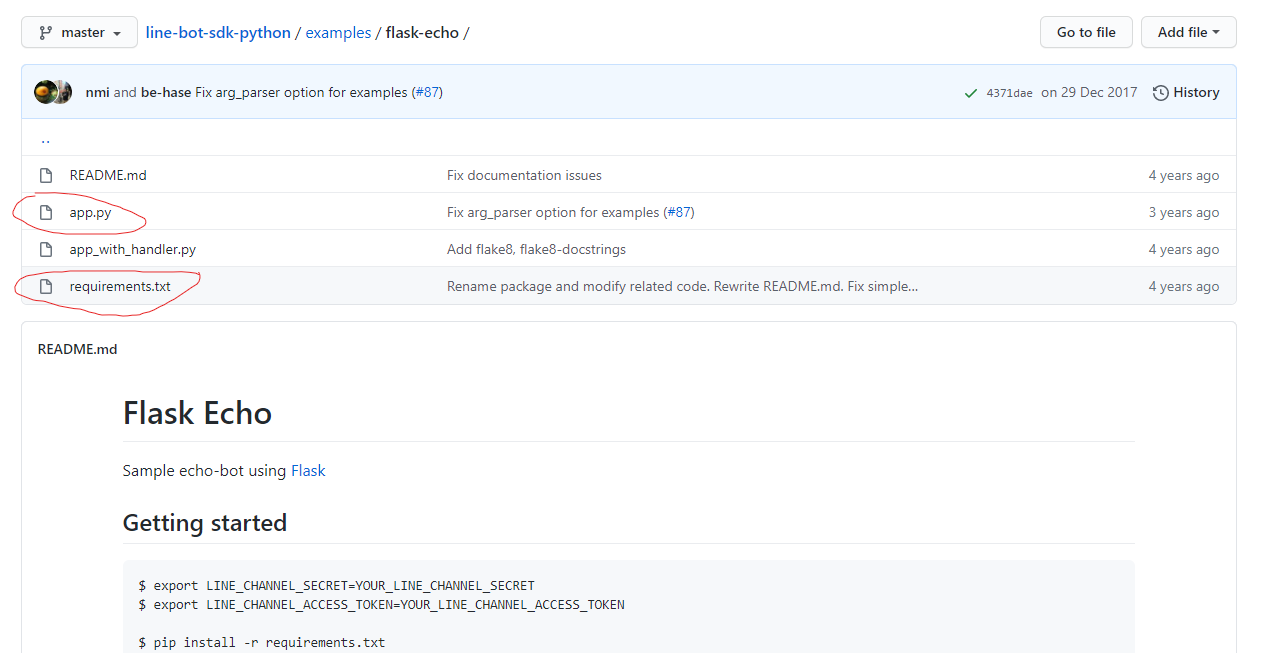 master line-bot-sdk-python / examples / flask-echo / Go to file Add file
nmi and be-hase Fix arg_parser option for examples (#87) 4371dae on 29 Dec 2017 History
..
README.md Fix documentation issues 4 years ago
app.py Fix arg_parser option for examples (#87) 3 years ago
app_with_handler.py Add flake8, flake8-docstrings 4 years ago
requirements.txt Rename package and modify related code. Rewrite README.md. Fix simple... 4 years ago
README.md
Flask Echo
Sample echo-bot using Flask
Getting started
$ export LINE_CHANNEL_SECRET=YOUR_LINE_CHANNEL_SECRET
$ export LINE_CHANNEL_ACCESS_TOKEN=YOUR_LINE_CHANNEL_ACCESS_TOKEN
$ pip install -r requirements.txt